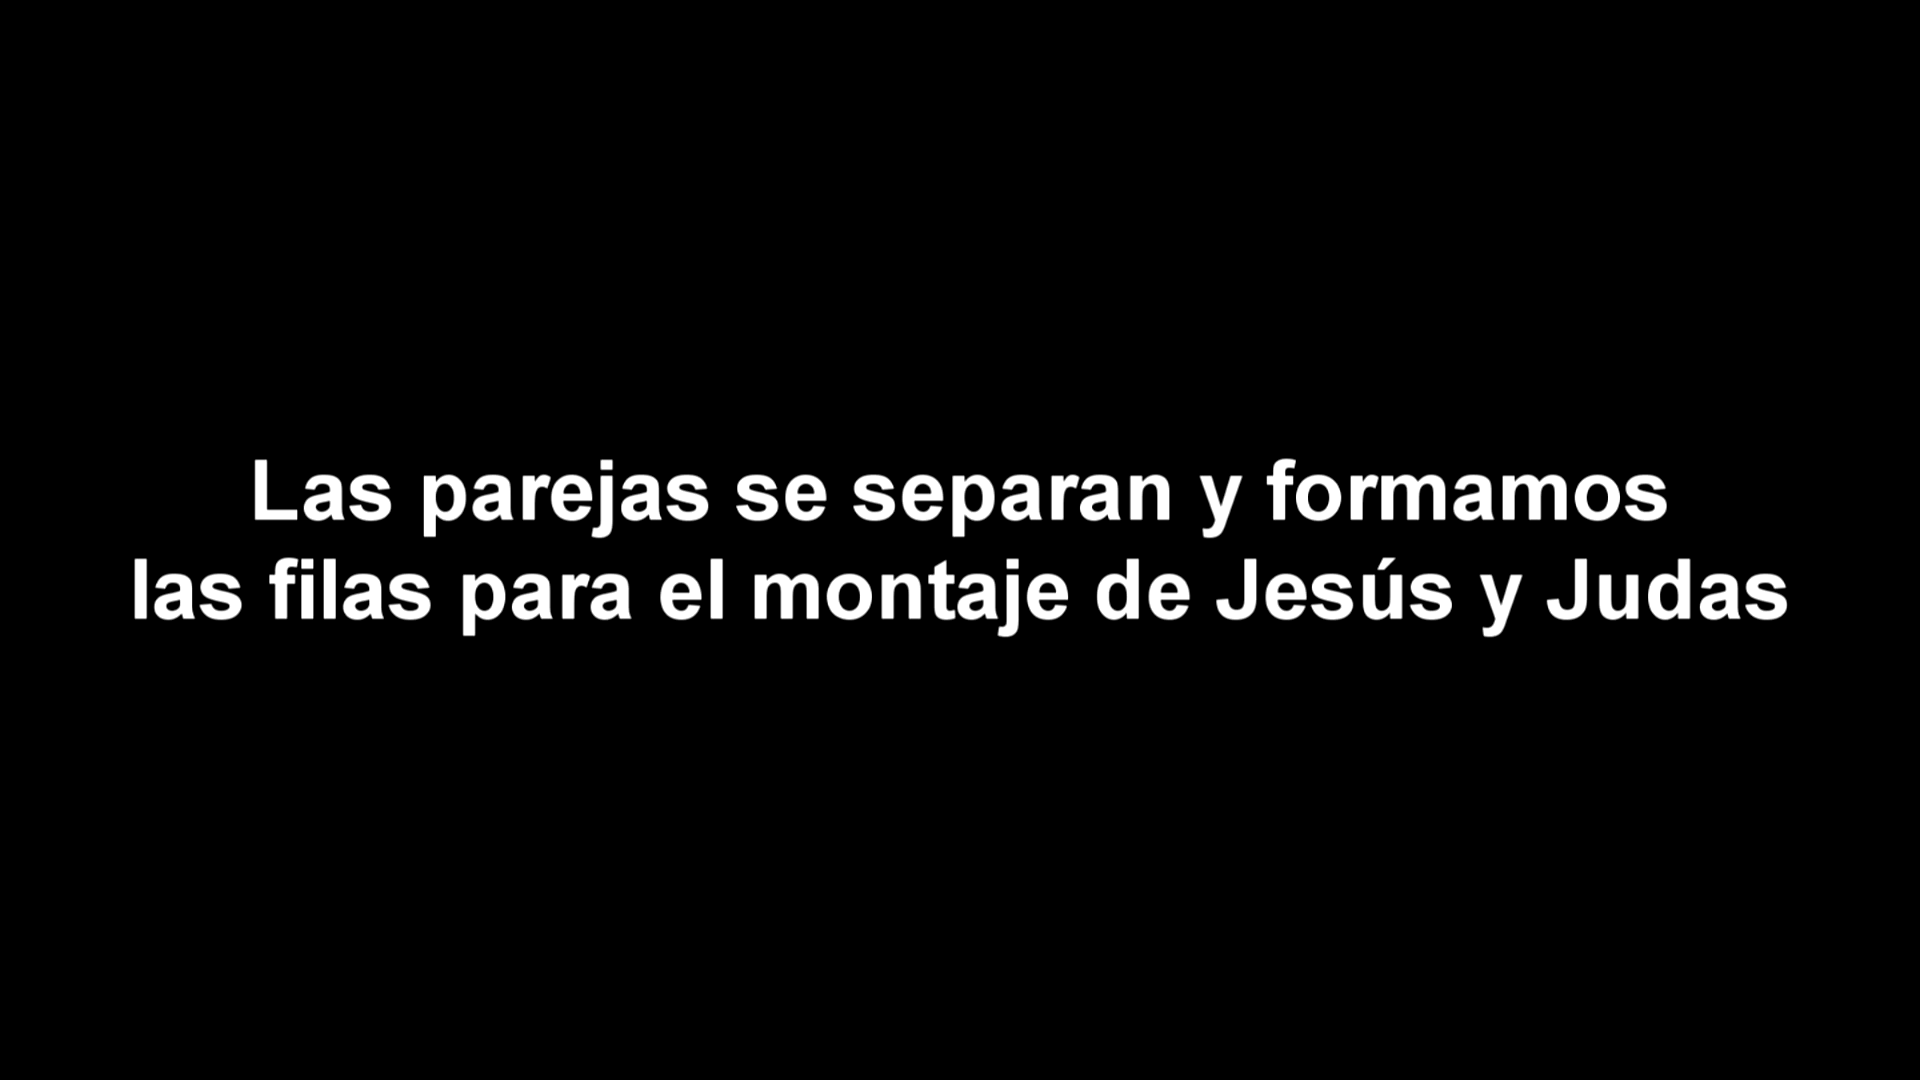 Las parejas se separan y formamos
las filas para el montaje de Jesús y Judas